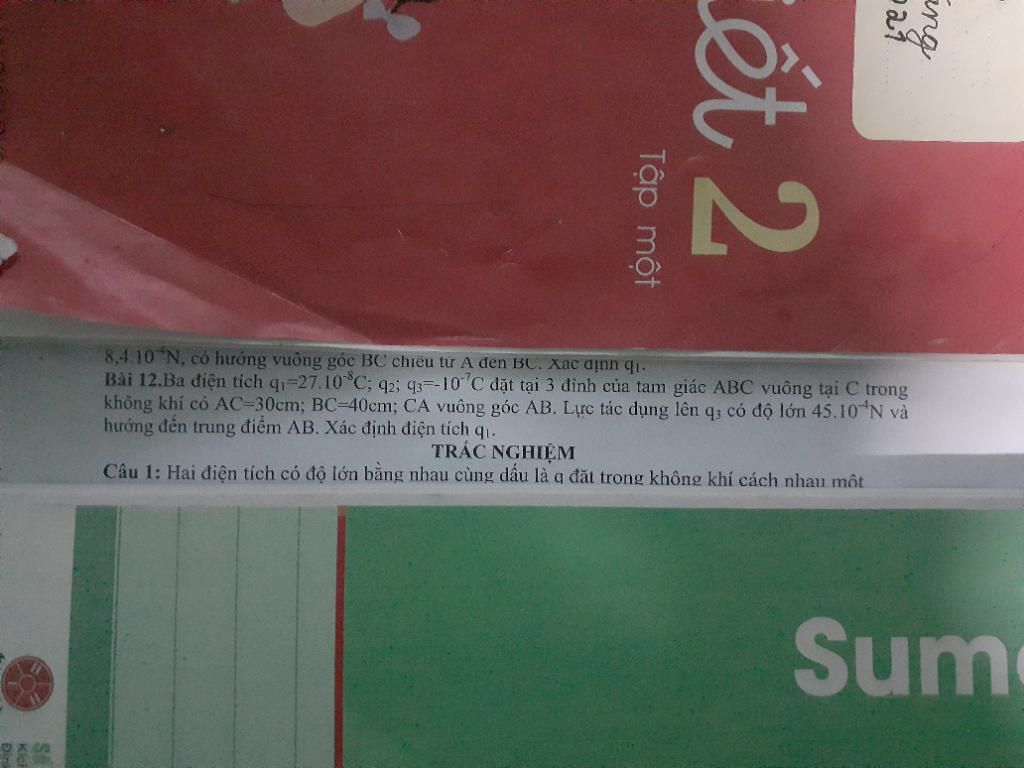 iết 2
Tập một
8,4.10⁻⁴N, có hướng vuông góc BC chiều từ A đến BC. Xác định q₁.
Bài 12.Ba điện tích q₁=27.10⁻⁸C; q₂; q₃=-10⁻⁷C đặt tại 3 đỉnh của tam giác ABC vuông tại C trong
không khí có AC=30cm; BC=40cm; CA vuông góc AB. Lực tác dụng lên q₃ có độ lớn 45.10⁻⁴N và
hướng đến trung điểm AB. Xác định điện tích q₁.
TRẮC NGHIỆM
Câu 1: Hai điện tích có độ lớn bằng nhau cùng dấu là q đặt trong không khí cách nhau một
Sum